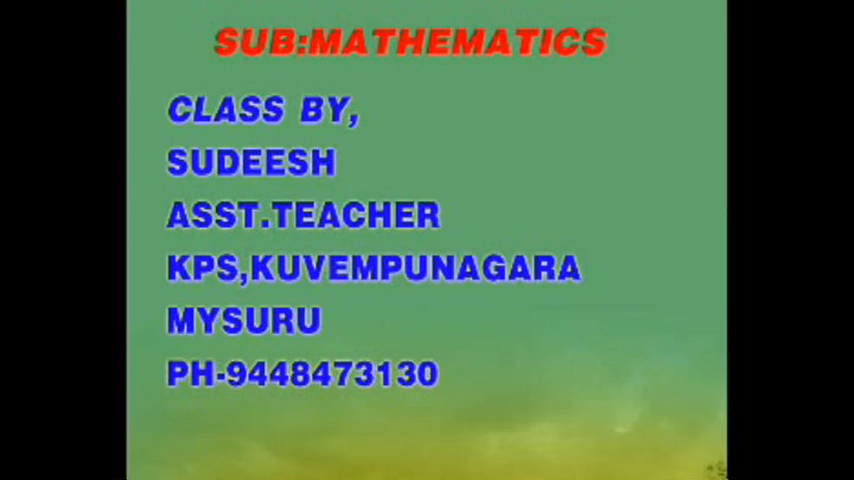 SUB:MATHEMATICS
CLASS BY,
SUDEESH
ASST.TEACHER
KPS,KUVEMPUNAGARA
MYSURU
PH-9448473130